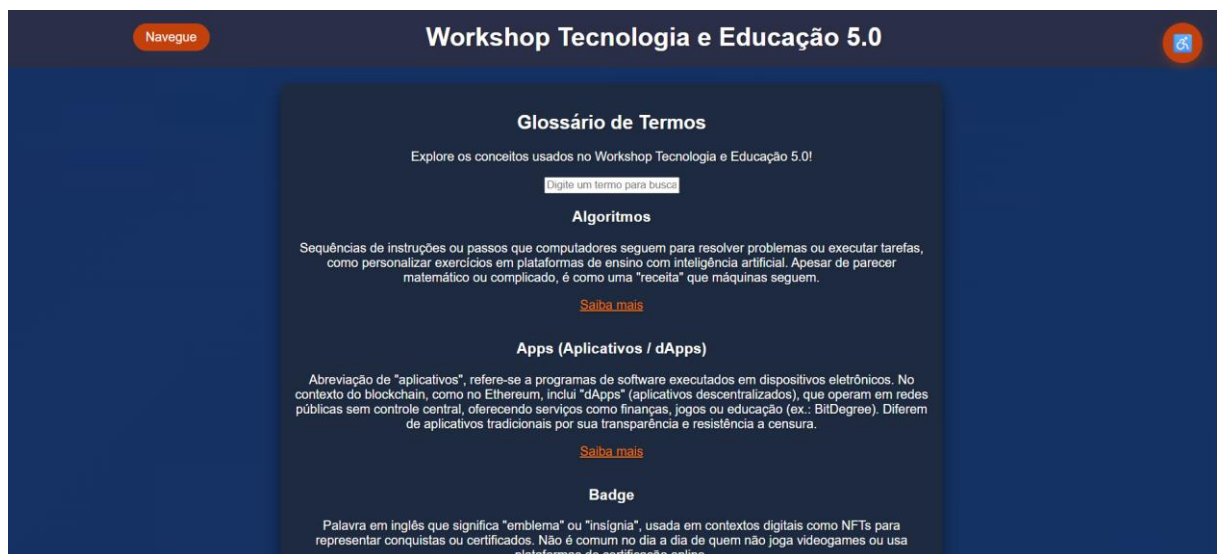 Navegue
Workshop Tecnologia e Educação 5.0
Glossário de Termos
Explore os conceitos usados no Workshop Tecnologia e Educação 5.0!
Digite um termo para busca
Algoritmos
Sequências de instruções ou passos que computadores seguem para resolver problemas ou executar tarefas,
como personalizar exercícios em plataformas de ensino com inteligência artificial. Apesar de parecer
matemático ou complicado, é como uma "receita" que máquinas seguem.
Saiba mais
Apps (Aplicativos / dApps)
Abreviação de "aplicativos", refere-se a programas de software executados em dispositivos eletrônicos. No
contexto do blockchain, como no Ethereum, inclui "dApps" (aplicativos descentralizados), que operam em redes
públicas sem controle central, oferecendo serviços como finanças, jogos ou educação (ex.: BitDegree). Diferem
de aplicativos tradicionais por sua transparência e resistência a censura.
Saiba mais
Badge
Palavra em inglês que significa "emblema" ou "insígnia", usada em contextos digitais como NFTs para
representar conquistas ou certificados. Não é comum no dia a dia de quem não joga videogames ou usa
plataformas de certificação online.